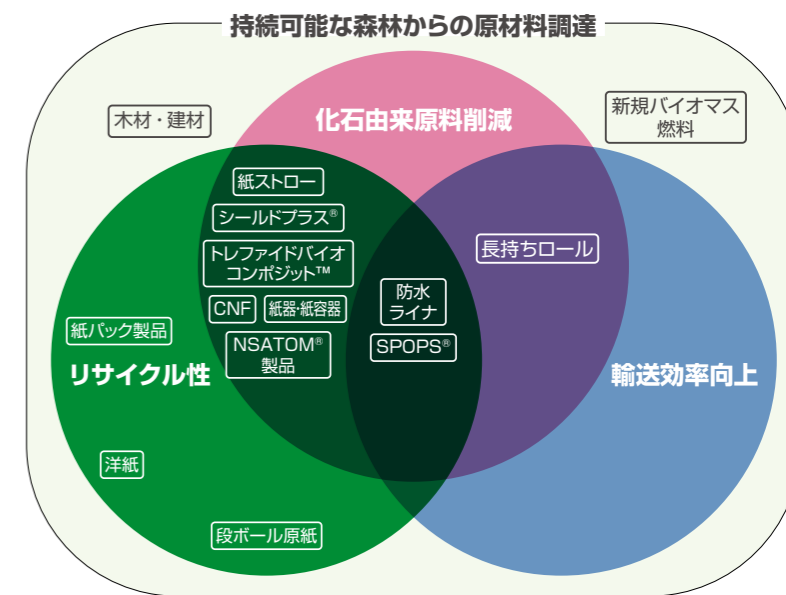 持続可能な森林からの原材料調達
木材・建材
化石由来原料削減
新規バイオマス
燃料
紙ストロー
シールドプラス®
トレファイドバイオ
コンポジット™
CNF
紙器・紙容器
NSATOM®
製品
防水
ライナ
SPOPS®
長持ちロール
紙パック製品
リサイクル性
輸送効率向上
洋紙
段ボール原紙